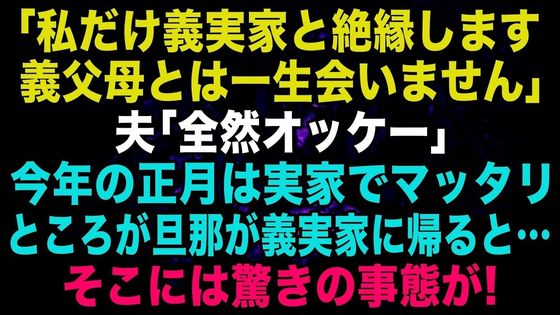 「私だけ義実家と絶縁します
義父母とは一生会いません」
夫「全然オッケー」
今年の正月は実家でマッタリ
ところが旦那が義実家に帰ると…
そこには驚きの事態が!